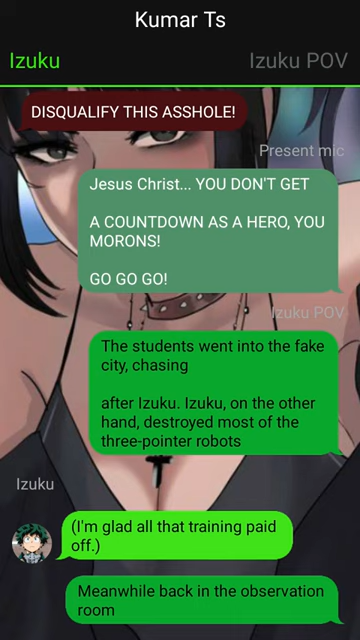 Kumar Ts
Izuku
Izuku POV
DISQUALIFY THIS ASSHOLE!
Present mic
Jesus Christ... YOU DON'T GET
A COUNTDOWN AS A HERO, YOU
MORONS!
GO GO GO!
Izuku POV
The students went into the fake
city, chasing
after Izuku. Izuku, on the other
hand, destroyed most of the
three-pointer robots
Izuku
(I'm glad all that training paid
off.)
Meanwhile back in the observation
room